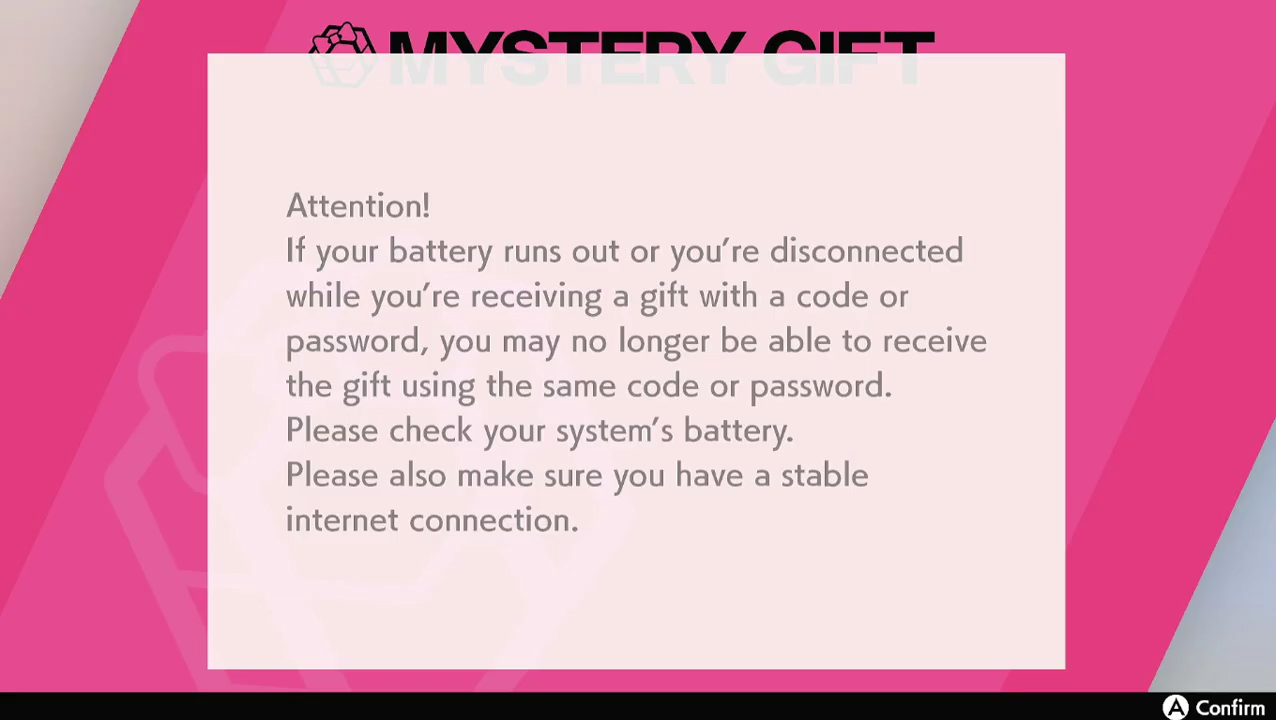 MYSTERY GIFT
Attention!
If your battery runs out or you're disconnected
while you're receiving a gift with a code or
password, you may no longer be able to receive
the gift using the same code or password.
Please check your system's battery.
Please also make sure you have a stable
internet connection.
A Confirm